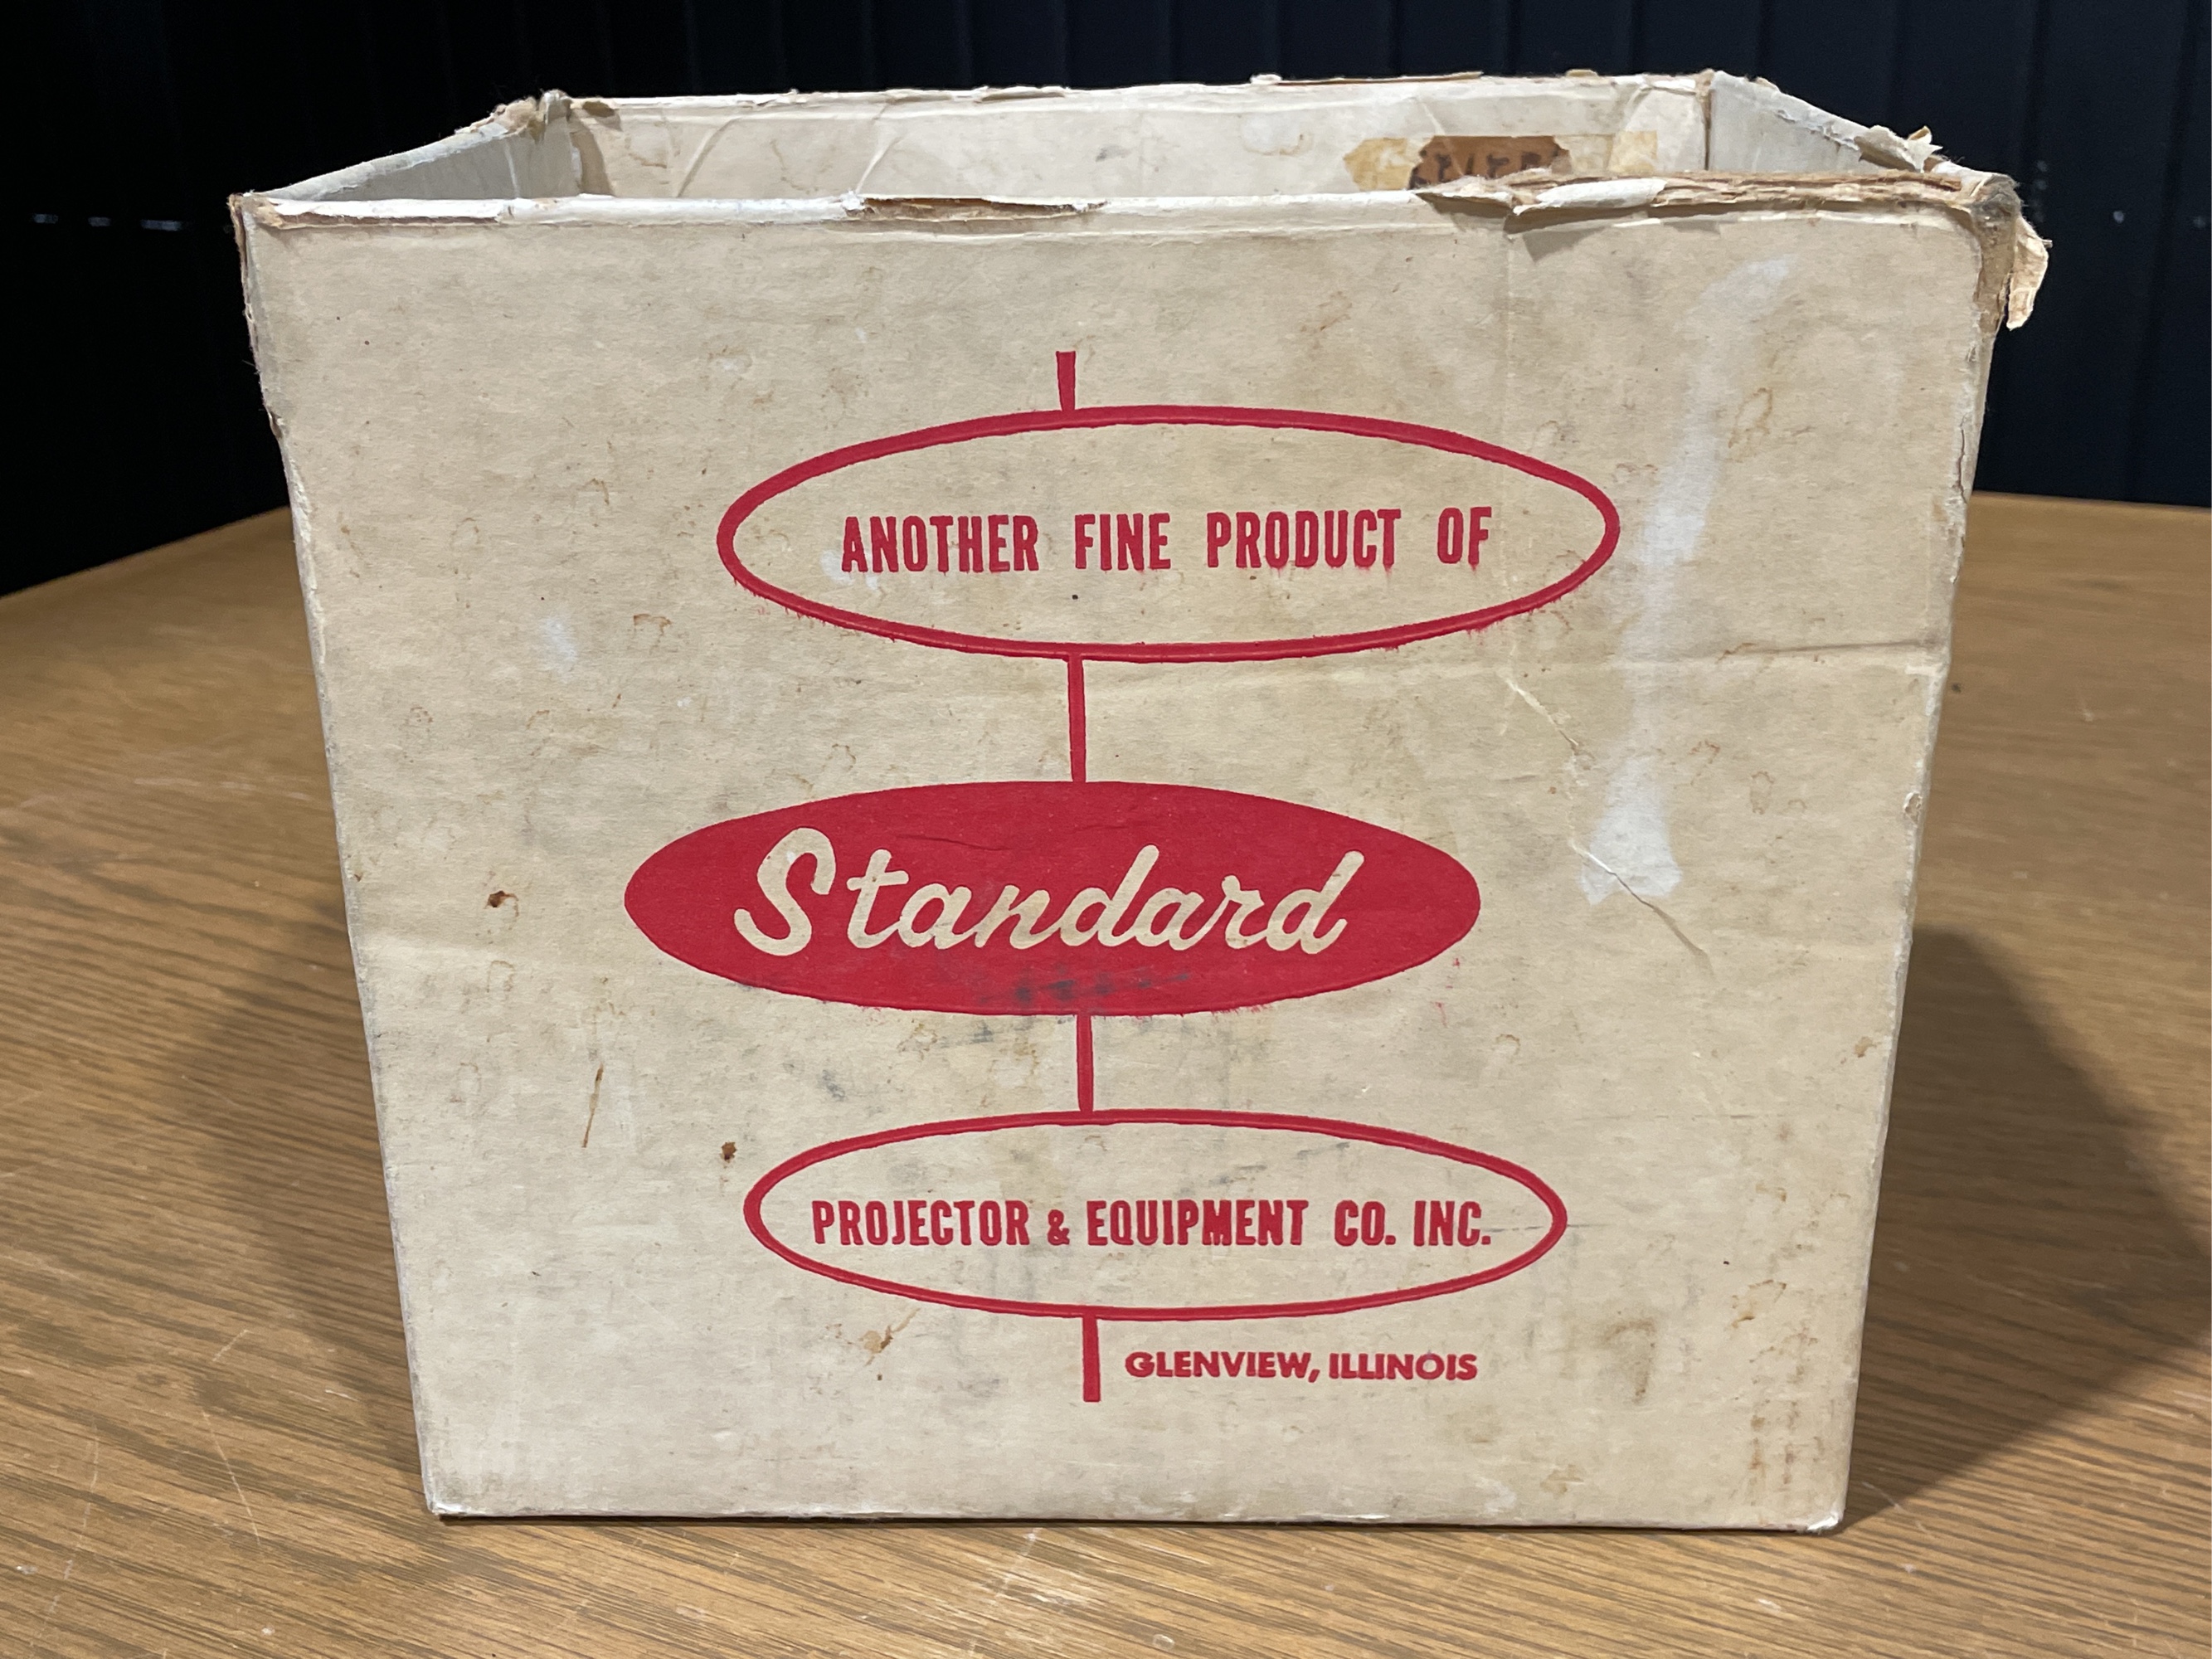 ANOTHER FINE PRODUCT OF
Standard
PROJECTOR & EQUIPMENT CO. INC.
GLENVIEW, ILLINOIS